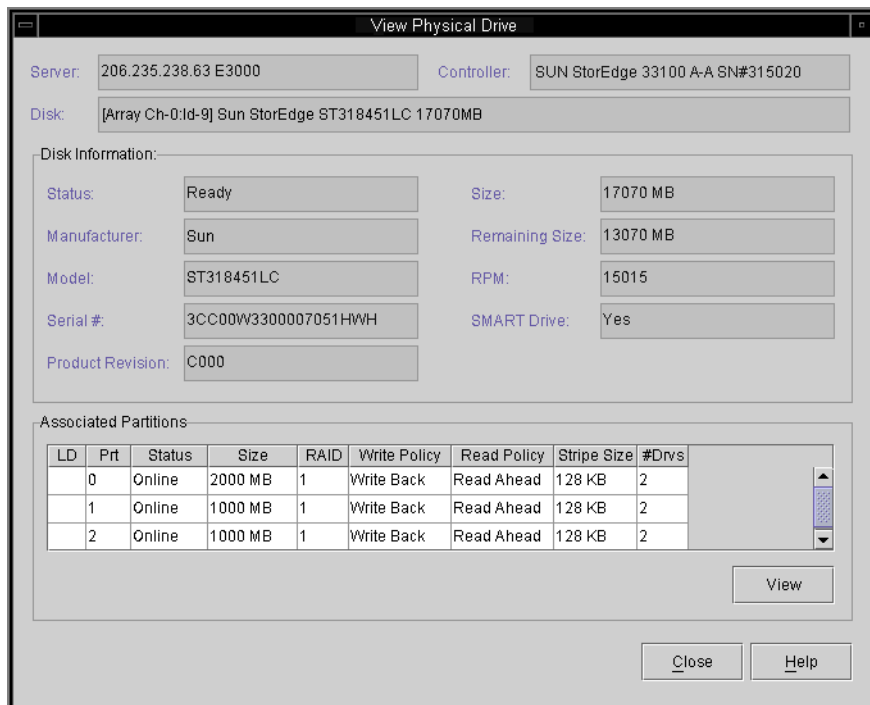 View Physical Drive
Server: 206.235.238.63 E3000 Controller: SUN StorEdge 33100 A-A SN#315020
Disk: [Array Ch-0:Id-9] Sun StorEdge ST318451LC 17070MB
Disk Information:
Status: Ready Size: 17070 MB
Manufacturer: Sun Remaining Size: 13070 MB
Model: ST318451LC RPM: 15015
Serial #: 3CC00W3300007051HWH SMART Drive: Yes
Product Revision: C000
Associated Partitions
LD Prt Status Size RAID Write Policy Read Policy Stripe Size #Drvs
0 Online 2000 MB 1 Write Back Read Ahead 128 KB 2
1 Online 1000 MB 1 Write Back Read Ahead 128 KB 2
2 Online 1000 MB 1 Write Back Read Ahead 128 KB 2
View
Close Help